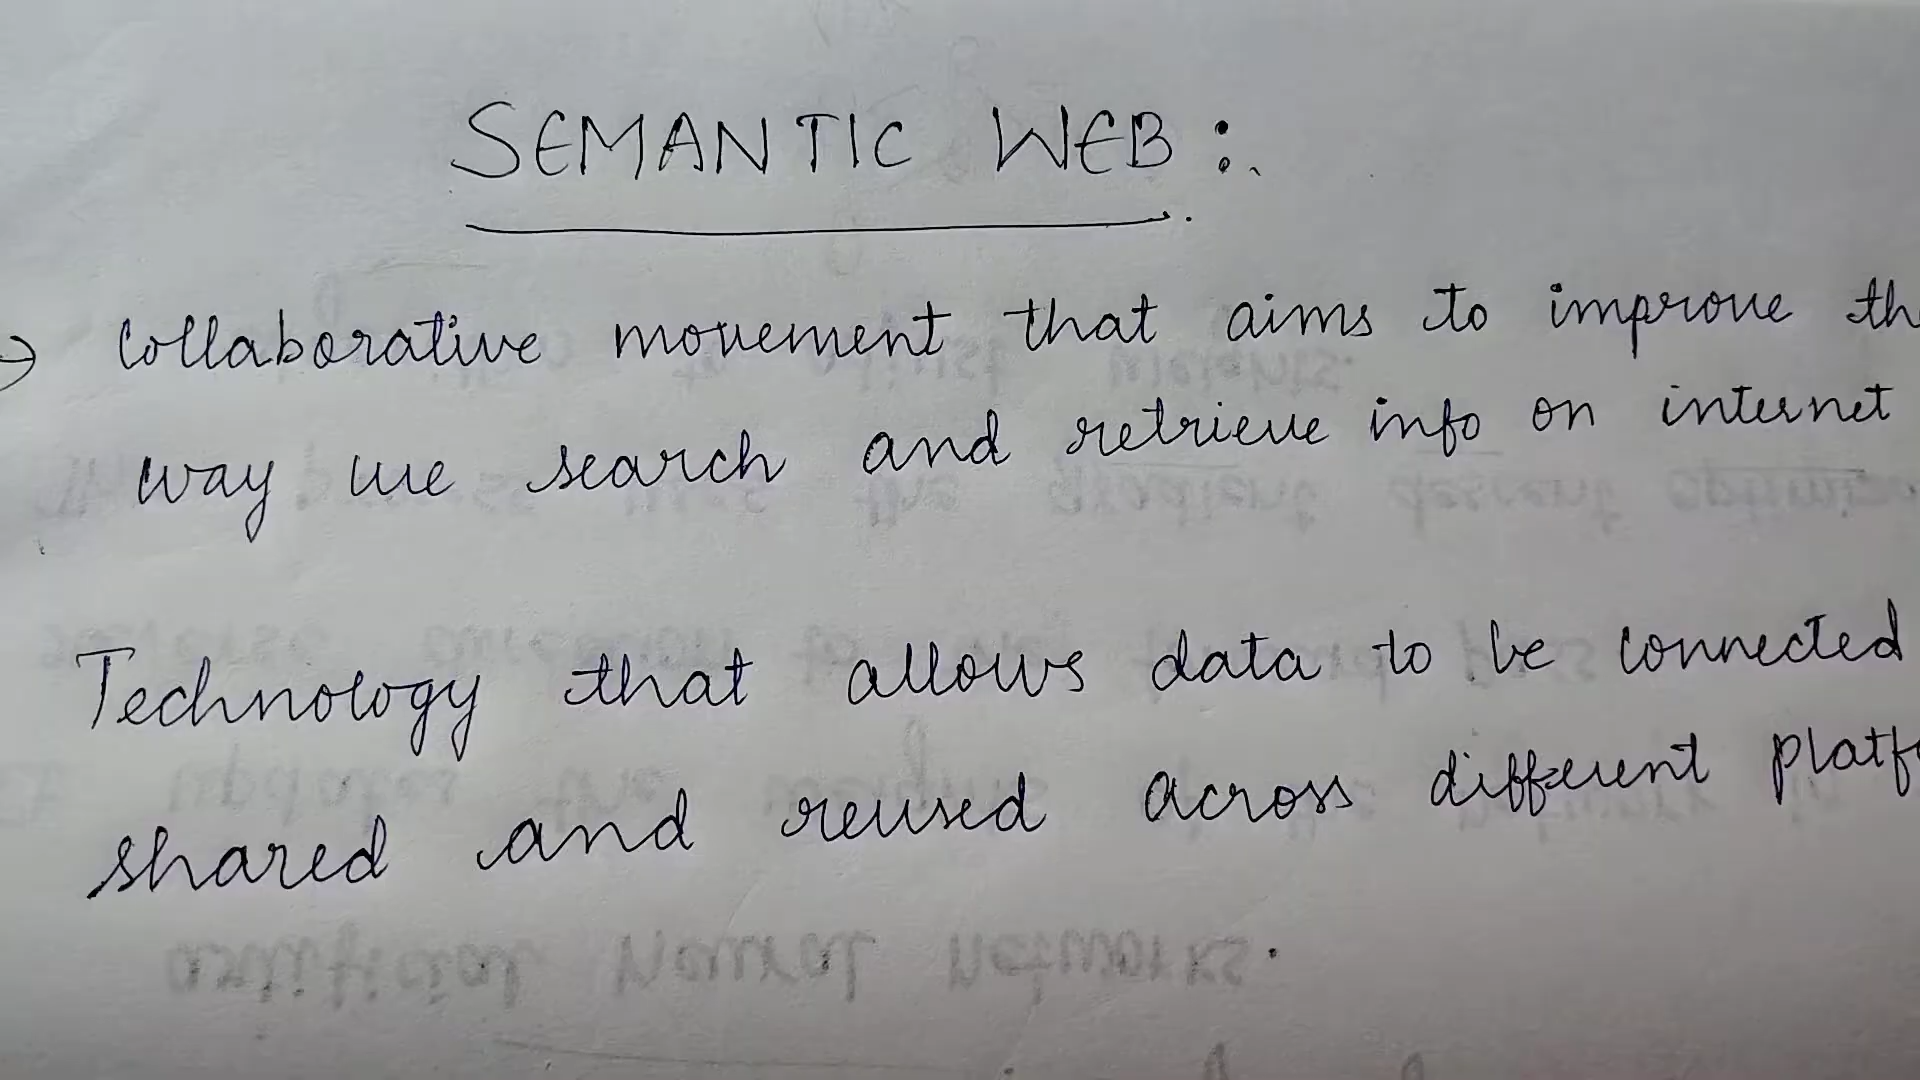 SEMANTIC WEB :
→ Collaborative movement that aims to improve
way we search and retrieve info on internet
Technology that allows data to be connected
shared and reused across different